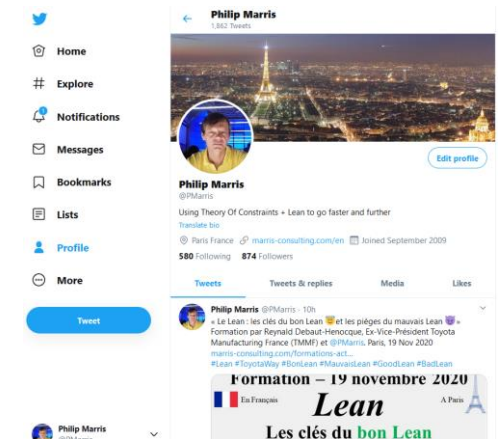 Philip Marris
1,862 Tweets
Home
Explore
Notifications
Messages
Bookmarks
Lists
Profile
More
Tweet
Philip Marris
@PMarris
Edit profile
Philip Marris
@PMarris
Using Theory Of Constraints + Lean to go faster and further
Translate bio
Paris France marris-consulting.com/en Joined September 2009
580 Following 874 Followers
Tweets Tweets & replies Media Likes
Philip Marris @PMarris · 10h
« Le Lean : les clés du bon Lean 😇 et les pièges du mauvais Lean 😈 »
Formation par Reynald Debaut-Henocque, Ex-Vice-Président Toyota
Manufacturing France (TMMF) et @PMarris. Paris, 19 Nov 2020
marris-consulting.com/formations-act...
#Lean #ToyotaWay #BonLean #MauvaisLean #GoodLean #BadLean
Formation – 19 novembre 2020
En Français Lean A Paris
Les clés du bon Lean